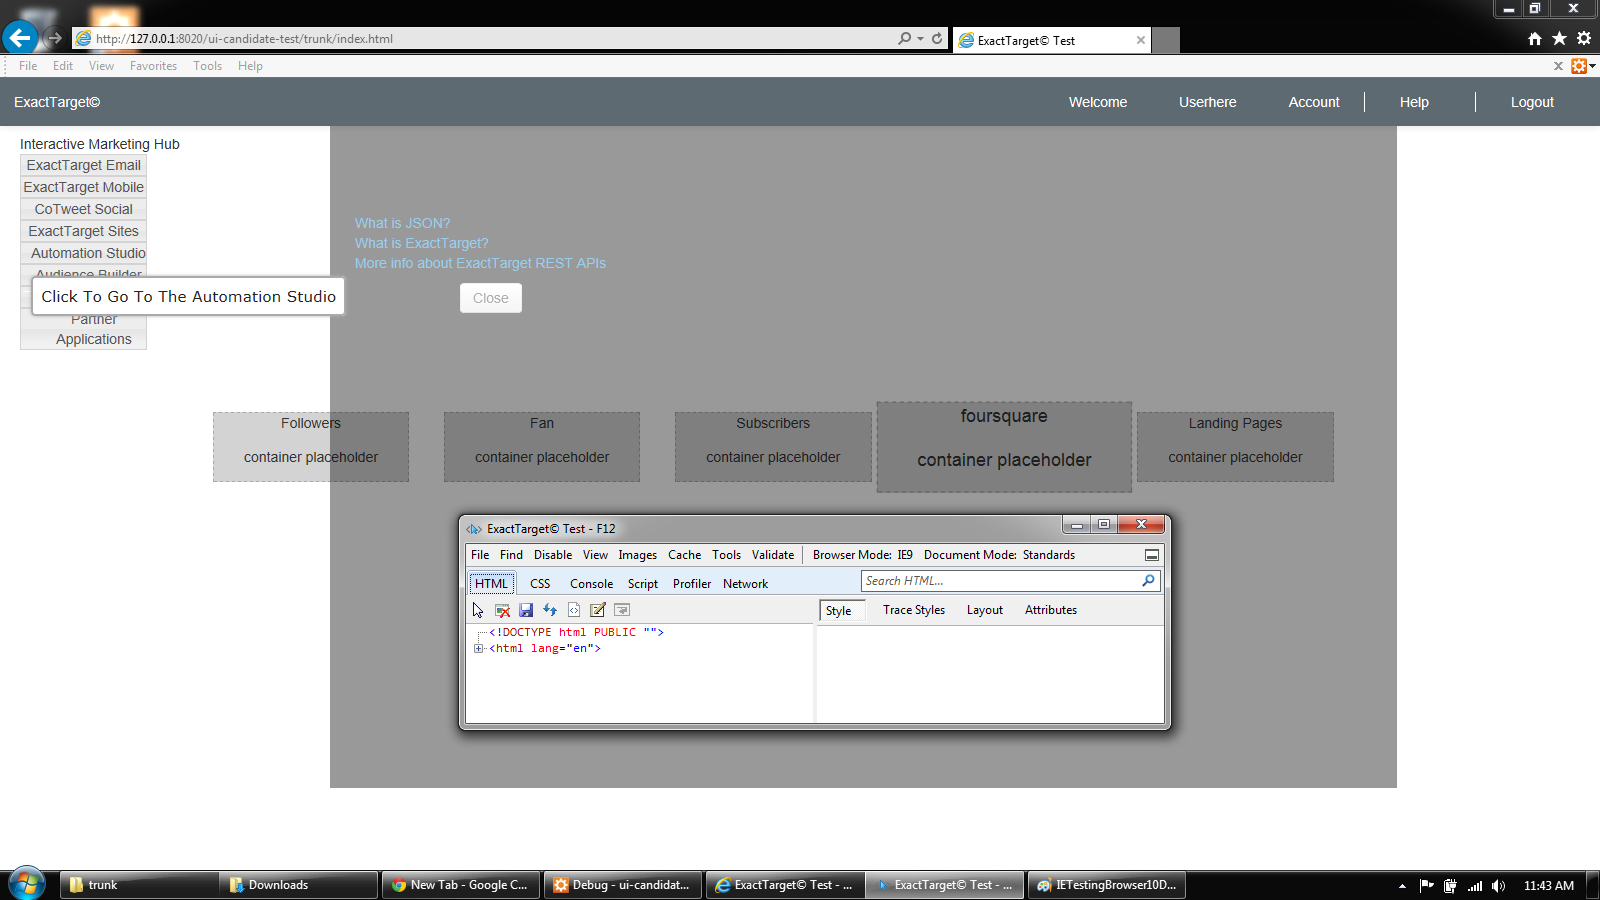 http://127.0.0.1:8020/ui-candidate-test/trunk/index.html
ExactTarget© Test
File Edit View Favorites Tools Help
ExactTarget©
Welcome Userhere Account Help Logout
Interactive Marketing Hub
ExactTarget Email
ExactTarget Mobile
CoTweet Social
ExactTarget Sites
Automation Studio
Audience Builder
Click To Go To The Automation Studio
Partner
Applications
What is JSON?
What is ExactTarget?
More info about ExactTarget REST APIs
Close
Followers
container placeholder
Fan
container placeholder
Subscribers
container placeholder
foursquare
container placeholder
Landing Pages
container placeholder
ExactTarget© Test - F12
File Find Disable View Images Cache Tools Validate Browser Mode: IE9 Document Mode: Standards
HTML CSS Console Script Profiler Network Search HTML...
Style Trace Styles Layout Attributes
<!DOCTYPE html PUBLIC "">
<html lang="en">
trunk Downloads New Tab - Google C... Debug - ui-candidat... ExactTarget© Test - ... ExactTarget© Test - ... IETestingBrowser10D... 11:43 AM